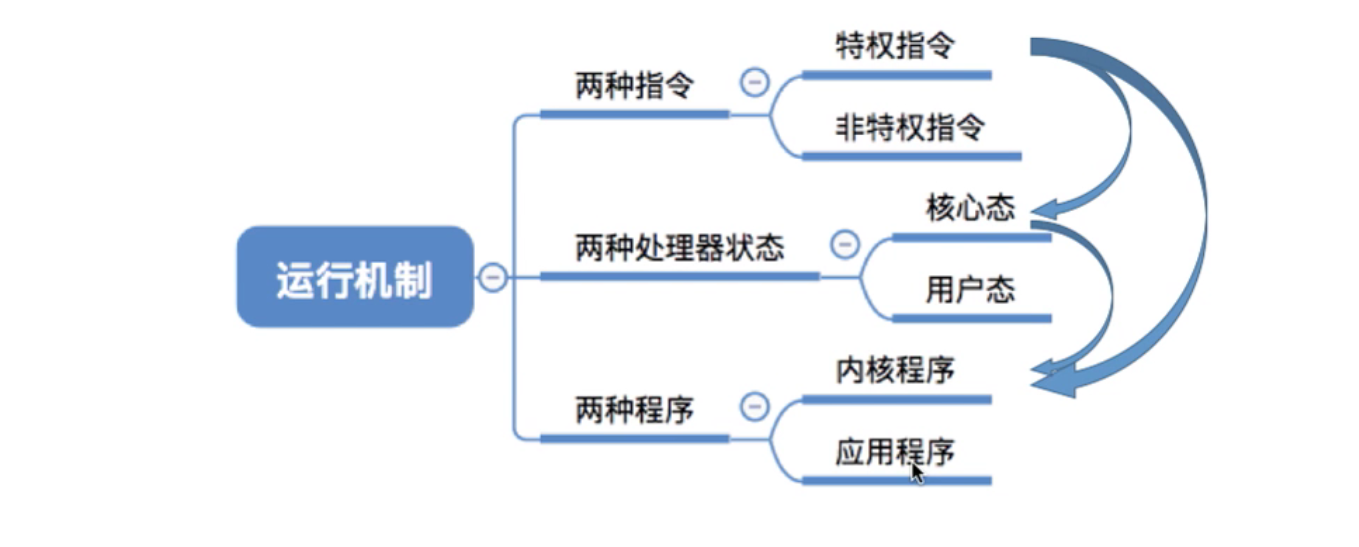 特权指令
两种指令
非特权指令
核心态
两种处理器状态
运行机制
用户态
内核程序
两种程序
应用程序